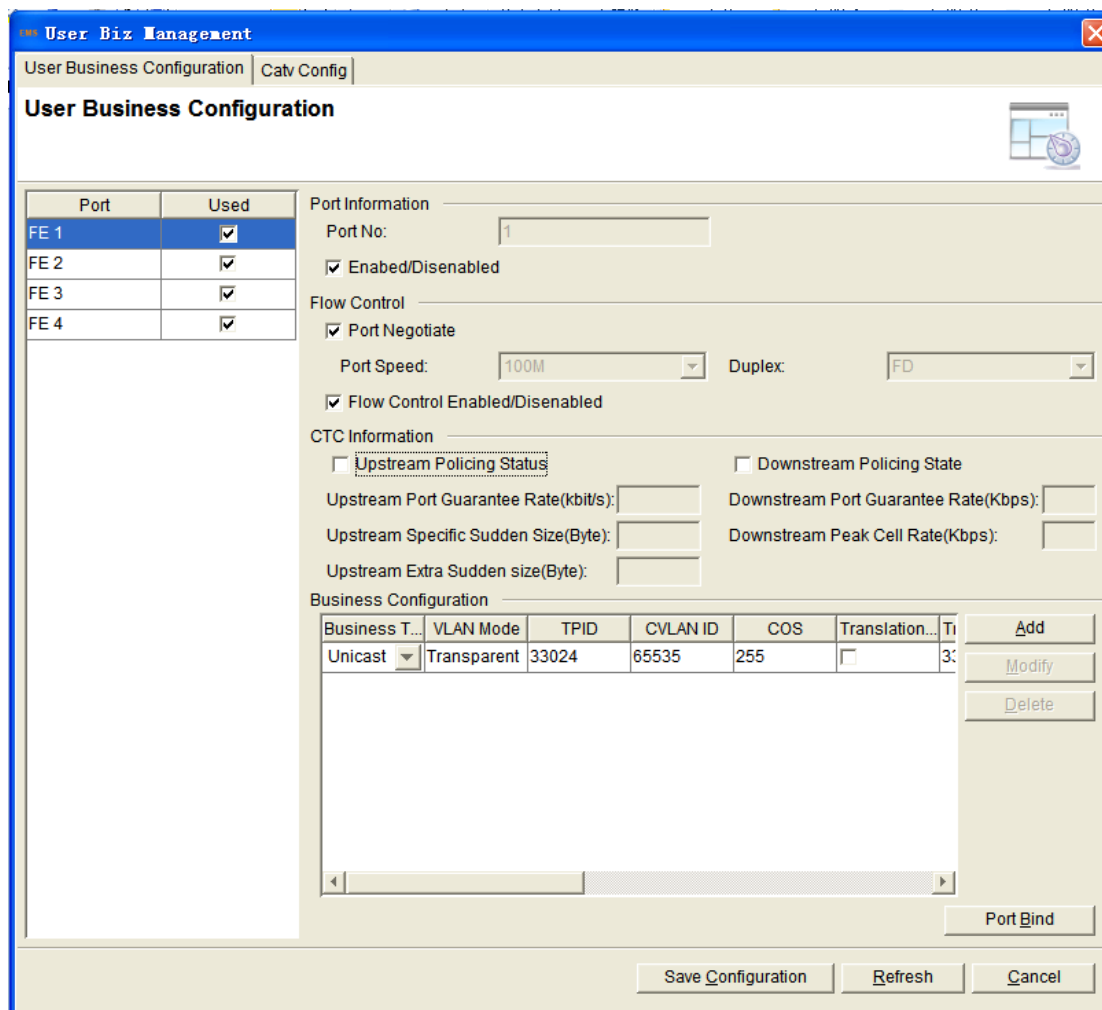 EMS User Biz Management
User Business Configuration Catv Config
User Business Configuration
Port Used
FE 1
FE 2
FE 3
FE 4
Port Information
Port No: 1
Enabed/Disenabled
Flow Control
Port Negotiate
Port Speed: 100M Duplex: FD
Flow Control Enabled/Disenabled
CTC Information
Upstream Policing Status Downstream Policing State
Upstream Port Guarantee Rate(kbit/s): Downstream Port Guarantee Rate(Kbps):
Upstream Specific Sudden Size(Byte): Downstream Peak Cell Rate(Kbps):
Upstream Extra Sudden size(Byte):
Business Configuration
Business T... VLAN Mode TPID CVLAN ID COS Translation... Add
Unicast Transparent 33024 65535 255
Modify
Delete
Port Bind
Save Configuration Refresh Cancel